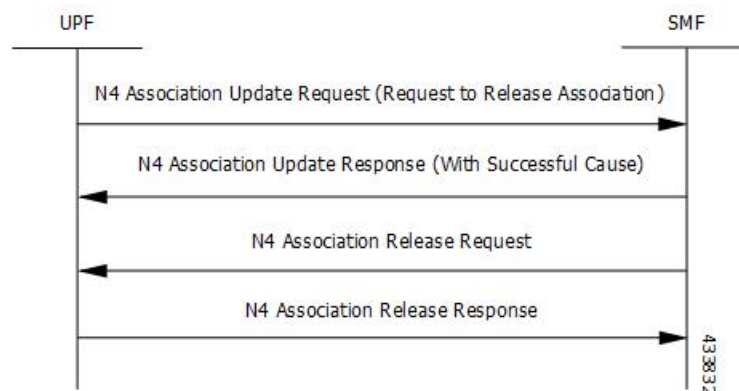 UPF
SMF
N4 Association Update Request (Request to Release Association)
N4 Association Update Response (With Successful Cause)
N4 Association Release Request
N4 Association Release Response
433832